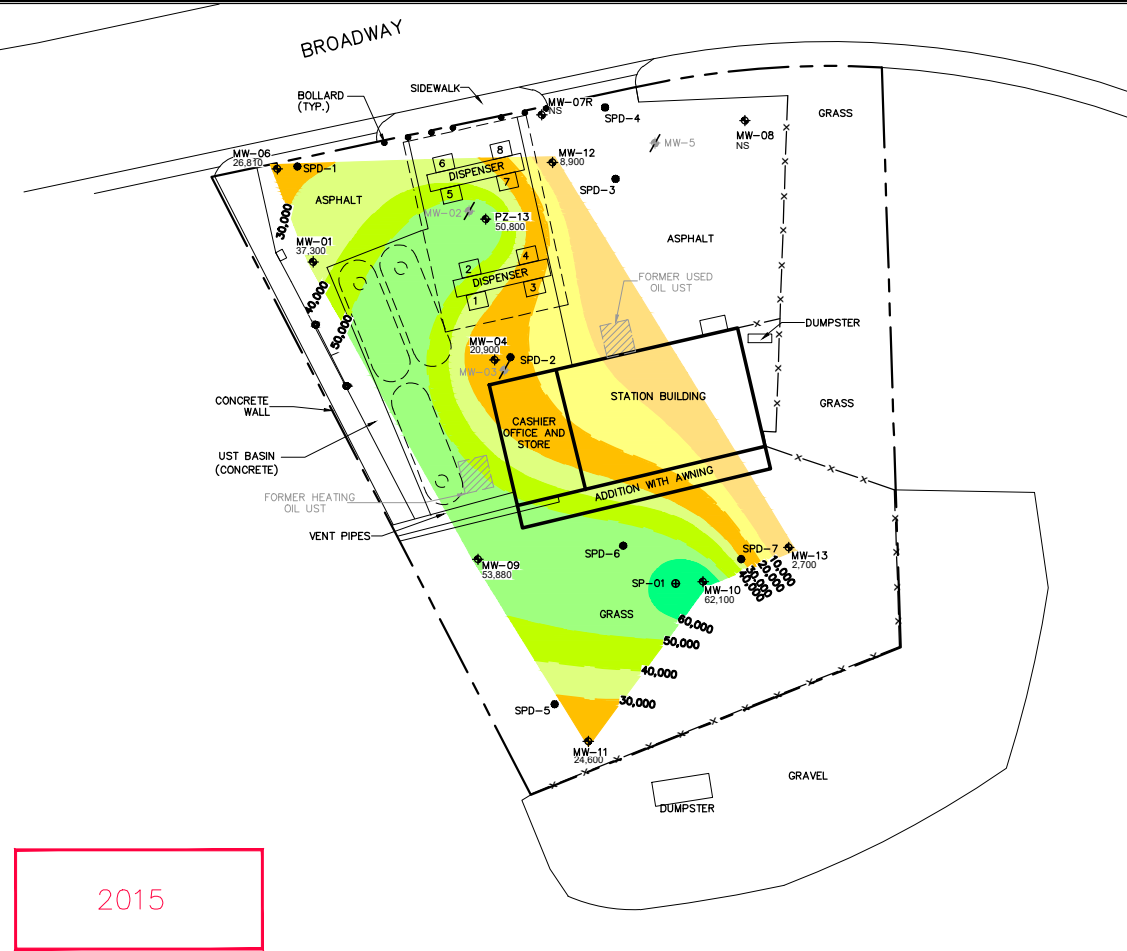 BROADWAY
SIDEWALK
BOLLARD
(TYP.)
MW-07R
NS
SPD-4
GRASS
MW-08
NS
MW-5
MW-06
26,810
SPD-1
6
8
DISPENSER
5
7
MW-12
8,900
SPD-3
ASPHALT
30,000
MW-02
PZ-13
50,800
ASPHALT
MW-01
37,300
2
4
DISPENSER
1
3
FORMER USED
OIL UST
40,000
50,000
DUMPSTER
MW-04
20,900
SPD-2
MW-03
STATION BUILDING
GRASS
CONCRETE
WALL
CASHIER
OFFICE AND
STORE
UST BASIN
(CONCRETE)
ADDITION WITH AWNING
FORMER HEATING
OIL UST
VENT PIPES
SPD-6
SPD-7
MW-13
2,700
MW-09
53,880
SP-01
MW-10
62,100
10,000
20,000
30,000
40,000
GRASS
60,000
50,000
40,000
30,000
SPD-5
MW-11
24,600
GRAVEL
DUMPSTER
2015